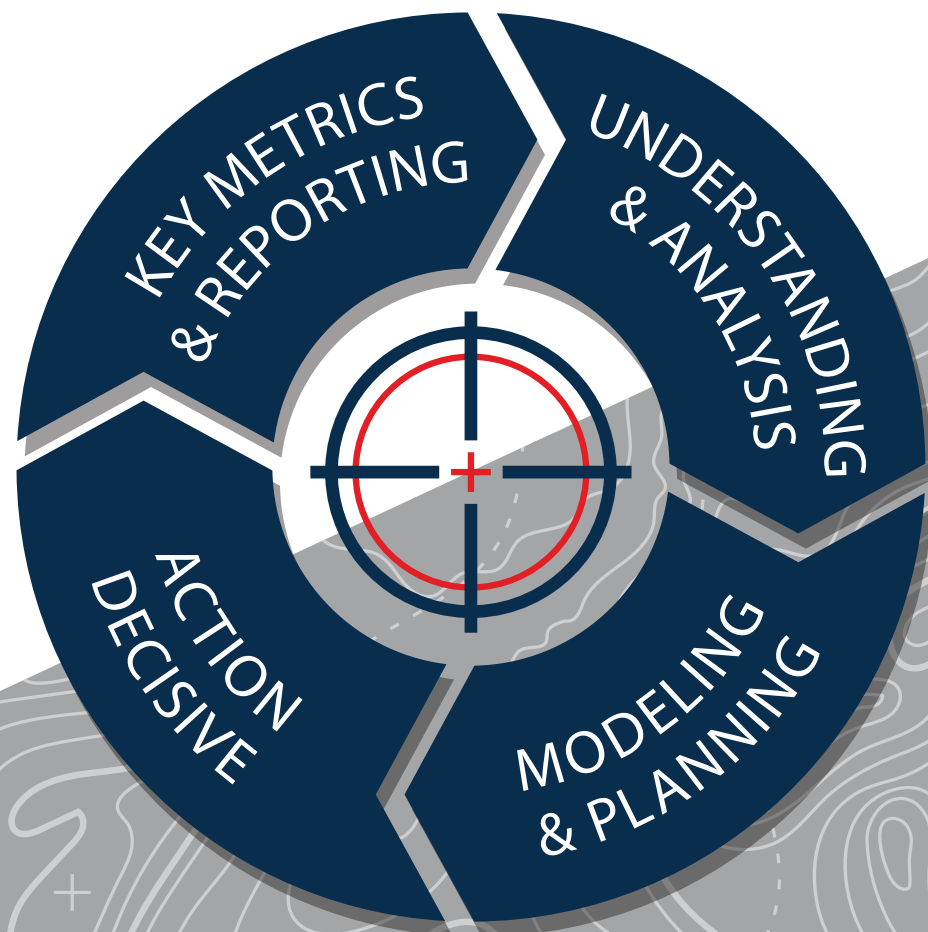 KEY METRICS
& REPORTING
UNDERSTANDING
& ANALYSIS
MODELING
& PLANNING
ACTION
DECISIVE